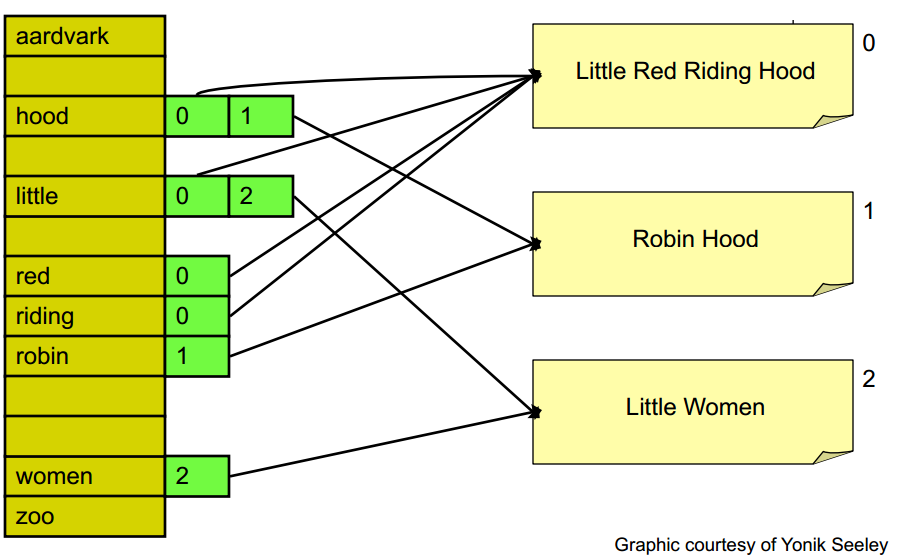 aardvark
hood 0 1
little 0 2
red 0
riding 0
robin 1
women 2
zoo
Little Red Riding Hood 0
Robin Hood 1
Little Women 2
Graphic courtesy of Yonik Seeley